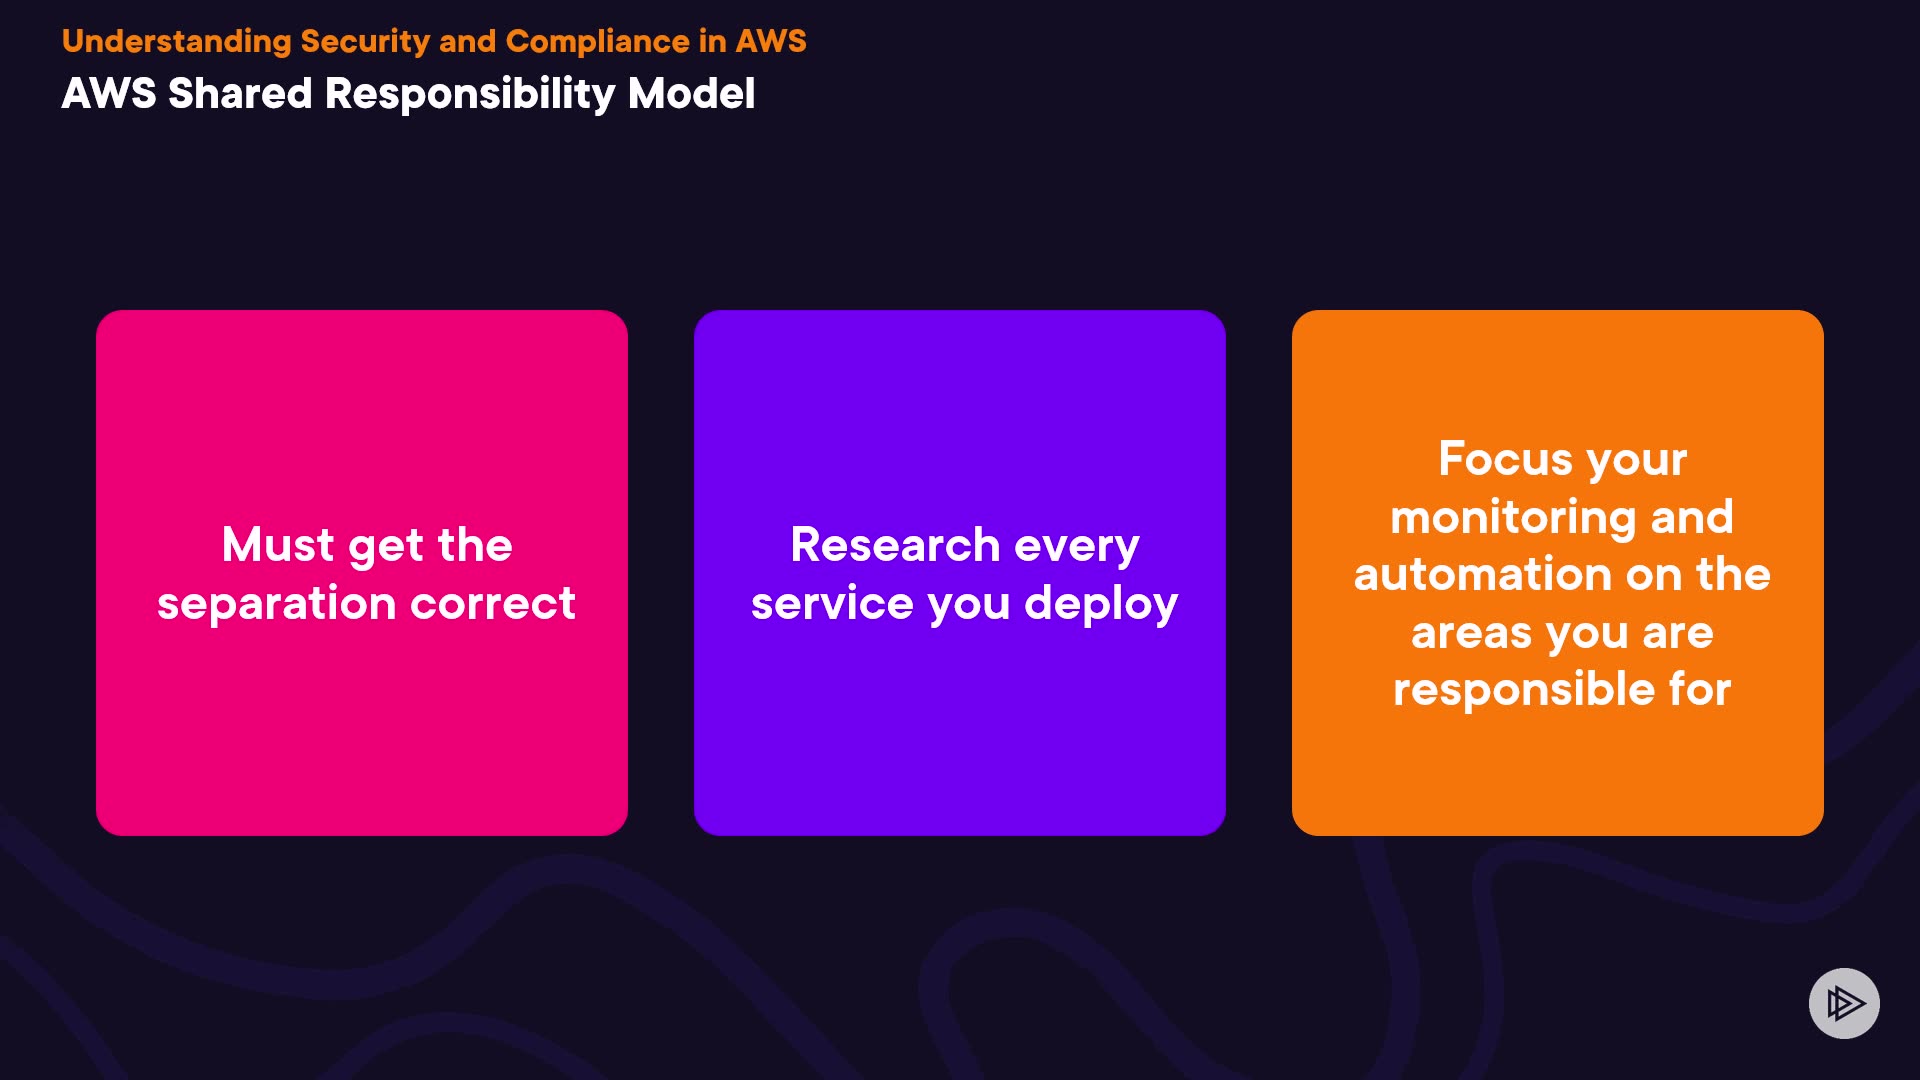 Understanding Security and Compliance in AWS
AWS Shared Responsibility Model
Must get the
separation correct
Research every
service you deploy
Focus your
monitoring and
automation on the
areas you are
responsible for